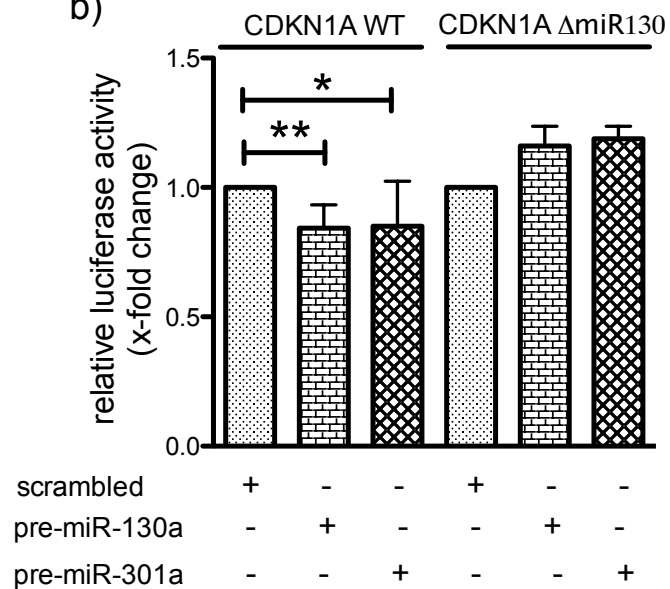 b)
CDKN1A WT CDKN1A ΔmiR130
relative luciferase activity
(x-fold change)
1.5
*
**
1.0
0.5
0.0
scrambled + - - + - -
pre-miR-130a - + - - + -
pre-miR-301a - - + - - +